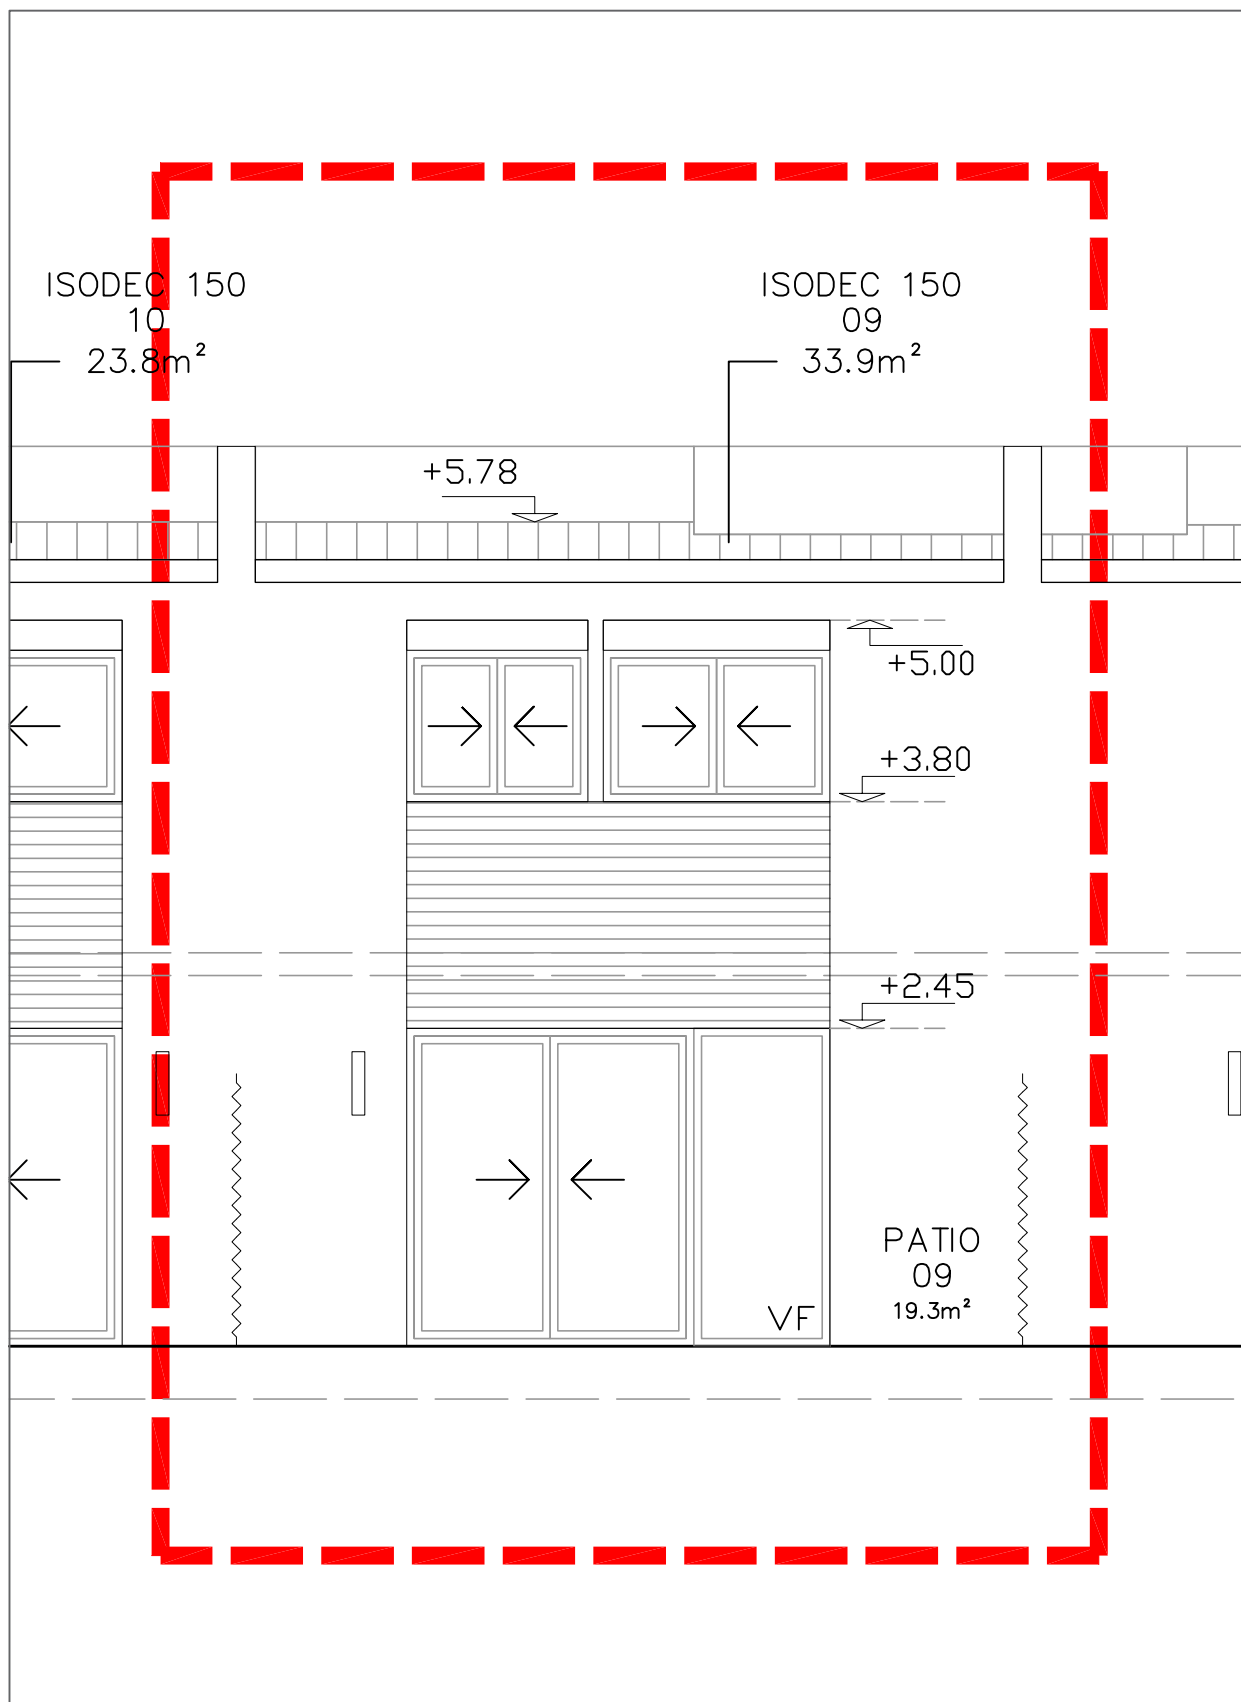 ISODEC 150
10
23.8m²
ISODEC 150
09
33.9m²
+5.78
+5.00
+3.80
+2.45
PATIO
09
19.3m²
VF